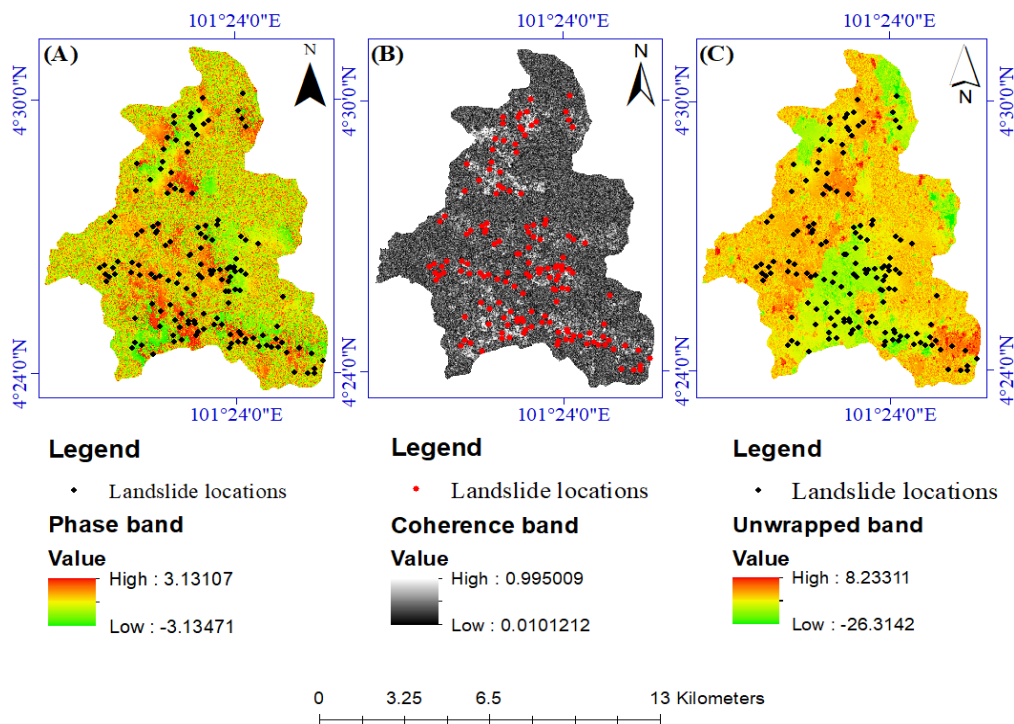 101°24'0"E 101°24'0"E 101°24'0"E
(A) N (B) N (C) N
4°30'0"N 4°30'0"N 4°30'0"N
4°24'0"N 4°24'0"N 4°24'0"N
101°24'0"E 101°24'0"E 101°24'0"E
Legend
Landslide locations
Phase band
Value
High : 3.13107
Low : -3.13471
Legend
Landslide locations
Coherence band
Value
High : 0.995009
Low : 0.0101212
Legend
Landslide locations
Unwrapped band
Value
High : 8.23311
Low : -26.3142
0 3.25 6.5 13 Kilometers